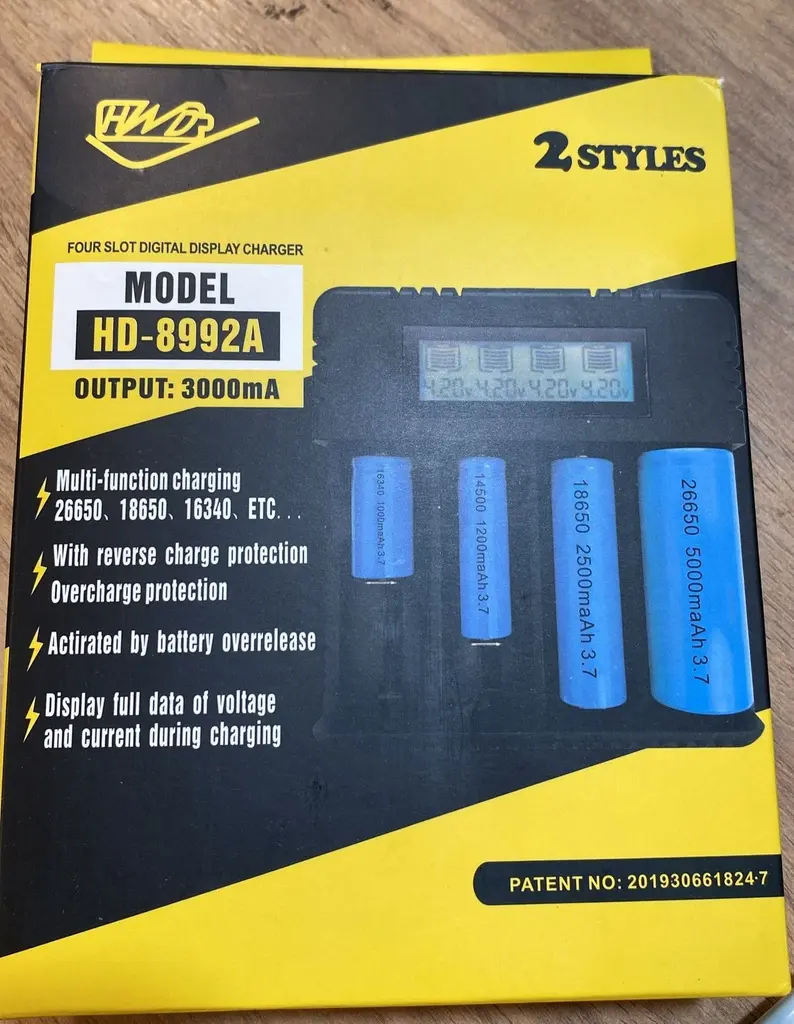 HWD
2 STYLES
FOUR SLOT DIGITAL DISPLAY CHARGER
MODEL
HD-8992A
OUTPUT: 3000mA
4.20v 4.20v 4.20v 4.20v
Multi-function charging
26650、18650、16340、ETC...
With reverse charge protection
Overcharge protection
Actirated by battery overrelease
Display full data of voltage
and current during charging
16340 1000maAh 3.7
14500 1200maAh 3.7
18650 2500maAh 3.7
26650 5000maAh 3.7
PATENT NO: 201930661824·7